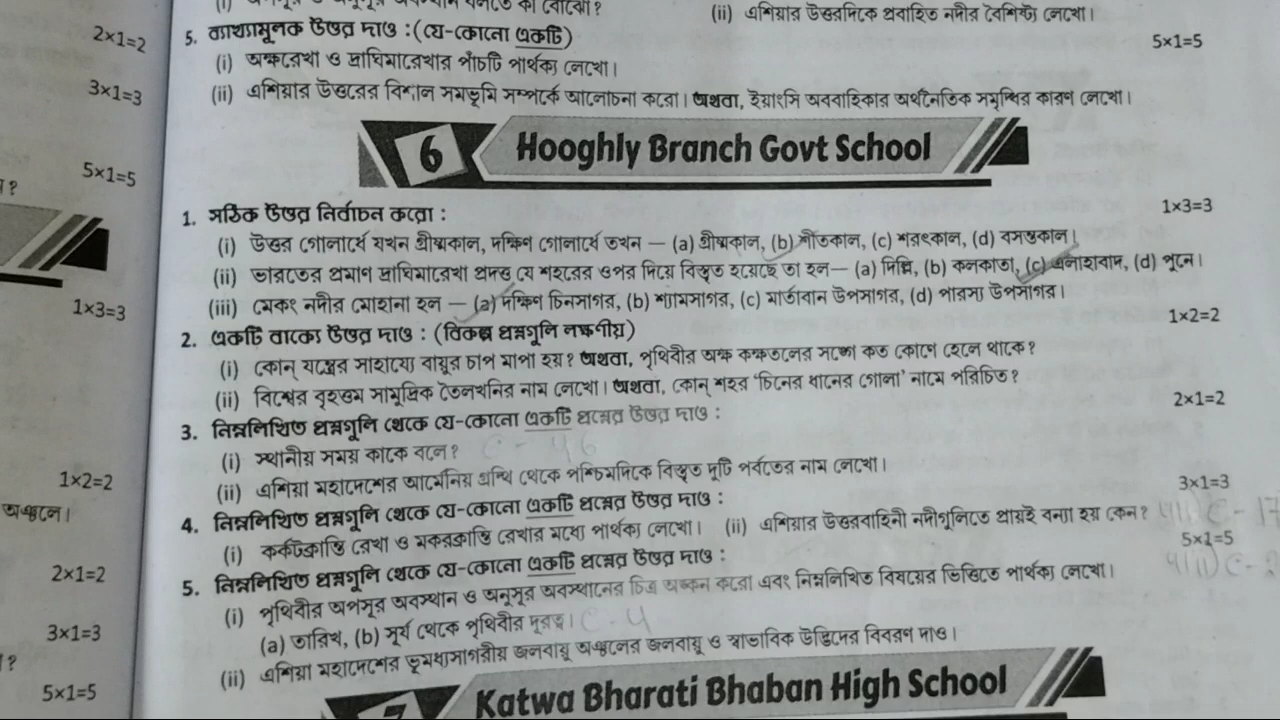 (ii) এশিয়ার উত্তরদিকে প্রবাহিত নদীর বৈশিষ্ট্য লেখো।
2×1=2
5. ব্যাখ্যামূলক উত্তর দাও : (যে-কোনো একটি) 5×1=5
(i) অক্ষরেখা ও দ্রাঘিমারেখার পাঁচটি পার্থক্য লেখো।
3×1=3
(ii) এশিয়ার উত্তরের বিশাল সমভূমি সম্পর্কে আলোচনা করো। অথবা, ইয়াংসি অববাহিকার অর্থনৈতিক সমৃদ্ধির কারণ লেখো।
6 Hooghly Branch Govt School
5×1=5
1. সঠিক উত্তর নির্বাচন করো : 1×3=3
(i) উত্তর গোলার্ধে যখন গ্রীষ্মকাল, দক্ষিণ গোলার্ধে তখন — (a) গ্রীষ্মকাল, (b) শীতকাল, (c) শরৎকাল, (d) বসন্তকাল।
(ii) ভারতের প্রমাণ দ্রাঘিমারেখা প্রদত্ত যে শহরের ওপর দিয়ে বিস্তৃত হয়েছে তা হল— (a) দিল্লি, (b) কলকাতা, (c) এলাহাবাদ, (d) পুনে।
(iii) মেকং নদীর মোহানা হল — (a) দক্ষিণ চিনসাগর, (b) শ্যামসাগর, (c) মার্তাবান উপসাগর, (d) পারস্য উপসাগর।
1×3=3
2. একটি বাক্যে উত্তর দাও : (বিকল্প প্রশ্নগুলি লক্ষণীয়) 1×2=2
(i) কোন্ যন্ত্রের সাহায্যে বায়ুর চাপ মাপা হয়? অথবা, পৃথিবীর অক্ষ কক্ষতলের সঙ্গে কত কোণে হেলে থাকে?
(ii) বিশ্বের বৃহত্তম সামুদ্রিক তৈলখনির নাম লেখো। অথবা, কোন্ শহর ‘চিনের ধানের গোলা’ নামে পরিচিত?
3. নিম্নলিখিত প্রশ্নগুলি থেকে যে-কোনো একটি প্রশ্নের উত্তর দাও : 2×1=2
(i) স্থানীয় সময় কাকে বলে? C - 46
(ii) এশিয়া মহাদেশের আর্মেনিয় গ্রন্থি থেকে পশ্চিমদিকে বিস্তৃত দুটি পর্বতের নাম লেখো।
1×2=2
4. নিম্নলিখিত প্রশ্নগুলি থেকে যে-কোনো একটি প্রশ্নের উত্তর দাও : 3×1=3
অঞ্চলে।
(i) কর্কটক্রান্তি রেখা ও মকরক্রান্তি রেখার মধ্যে পার্থক্য লেখো। (ii) এশিয়ার উত্তরবাহিনী নদীগুলিতে প্রায়ই বন্যা হয় কেন?
5. নিম্নলিখিত প্রশ্নগুলি থেকে যে-কোনো একটি প্রশ্নের উত্তর দাও : 5×1=5
2×1=2
(i) পৃথিবীর অপসূর অবস্থান ও অনুসূর অবস্থানের চিত্র অঙ্কন করো এবং নিম্নলিখিত বিষয়ের ভিত্তিতে পার্থক্য লেখো।
(a) তারিখ, (b) সূর্য থেকে পৃথিবীর দূরত্ব। C - 4
3×1=3
(ii) এশিয়া মহাদেশের ভূমধ্যসাগরীয় জলবায়ু অঞ্চলের জলবায়ু ও স্বাভাবিক উদ্ভিদের বিবরণ দাও।
5×1=5
7 Katwa Bharati Bhaban High School